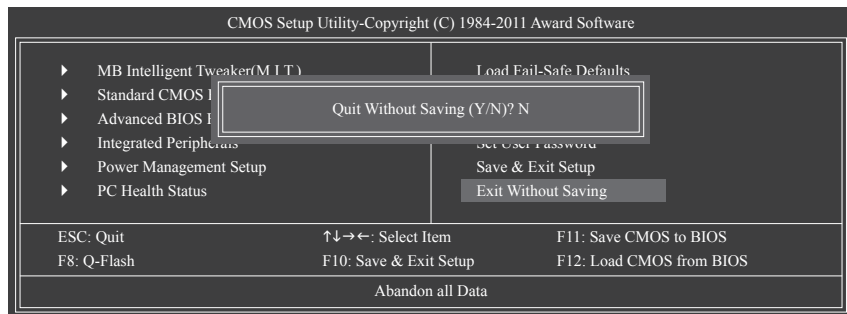 CMOS Setup Utility-Copyright (C) 1984-2011 Award Software
MB Intelligent Tweaker(M.I.T.)
Standard CMOS
Advanced BIOS
Integrated Peripherals
Power Management Setup
PC Health Status
Load Fail-Safe Defaults
Set User Password
Save & Exit Setup
Exit Without Saving
Quit Without Saving (Y/N)? N
ESC: Quit ↑↓→←: Select Item F11: Save CMOS to BIOS
F8: Q-Flash F10: Save & Exit Setup F12: Load CMOS from BIOS
Abandon all Data